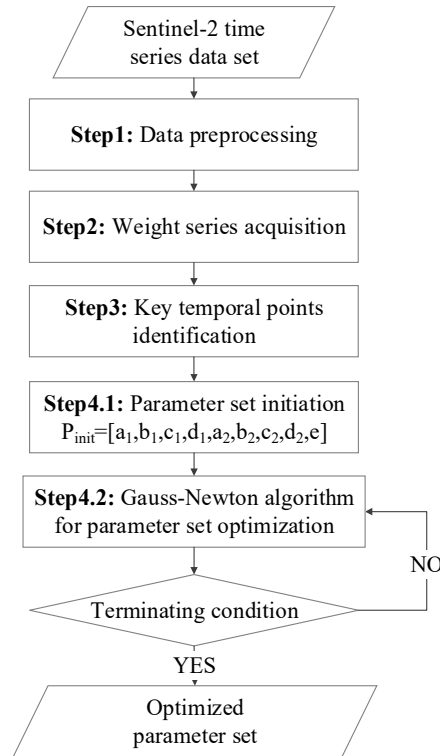 Sentinel-2 time
series data set
Step1: Data preprocessing
Step2: Weight series acquisition
Step3: Key temporal points
identification
Step4.1: Parameter set initiation
P_init=[a₁,b₁,c₁,d₁,a₂,b₂,c₂,d₂,e]
Step4.2: Gauss-Newton algorithm
for parameter set optimization
NO
Terminating condition
YES
Optimized
parameter set